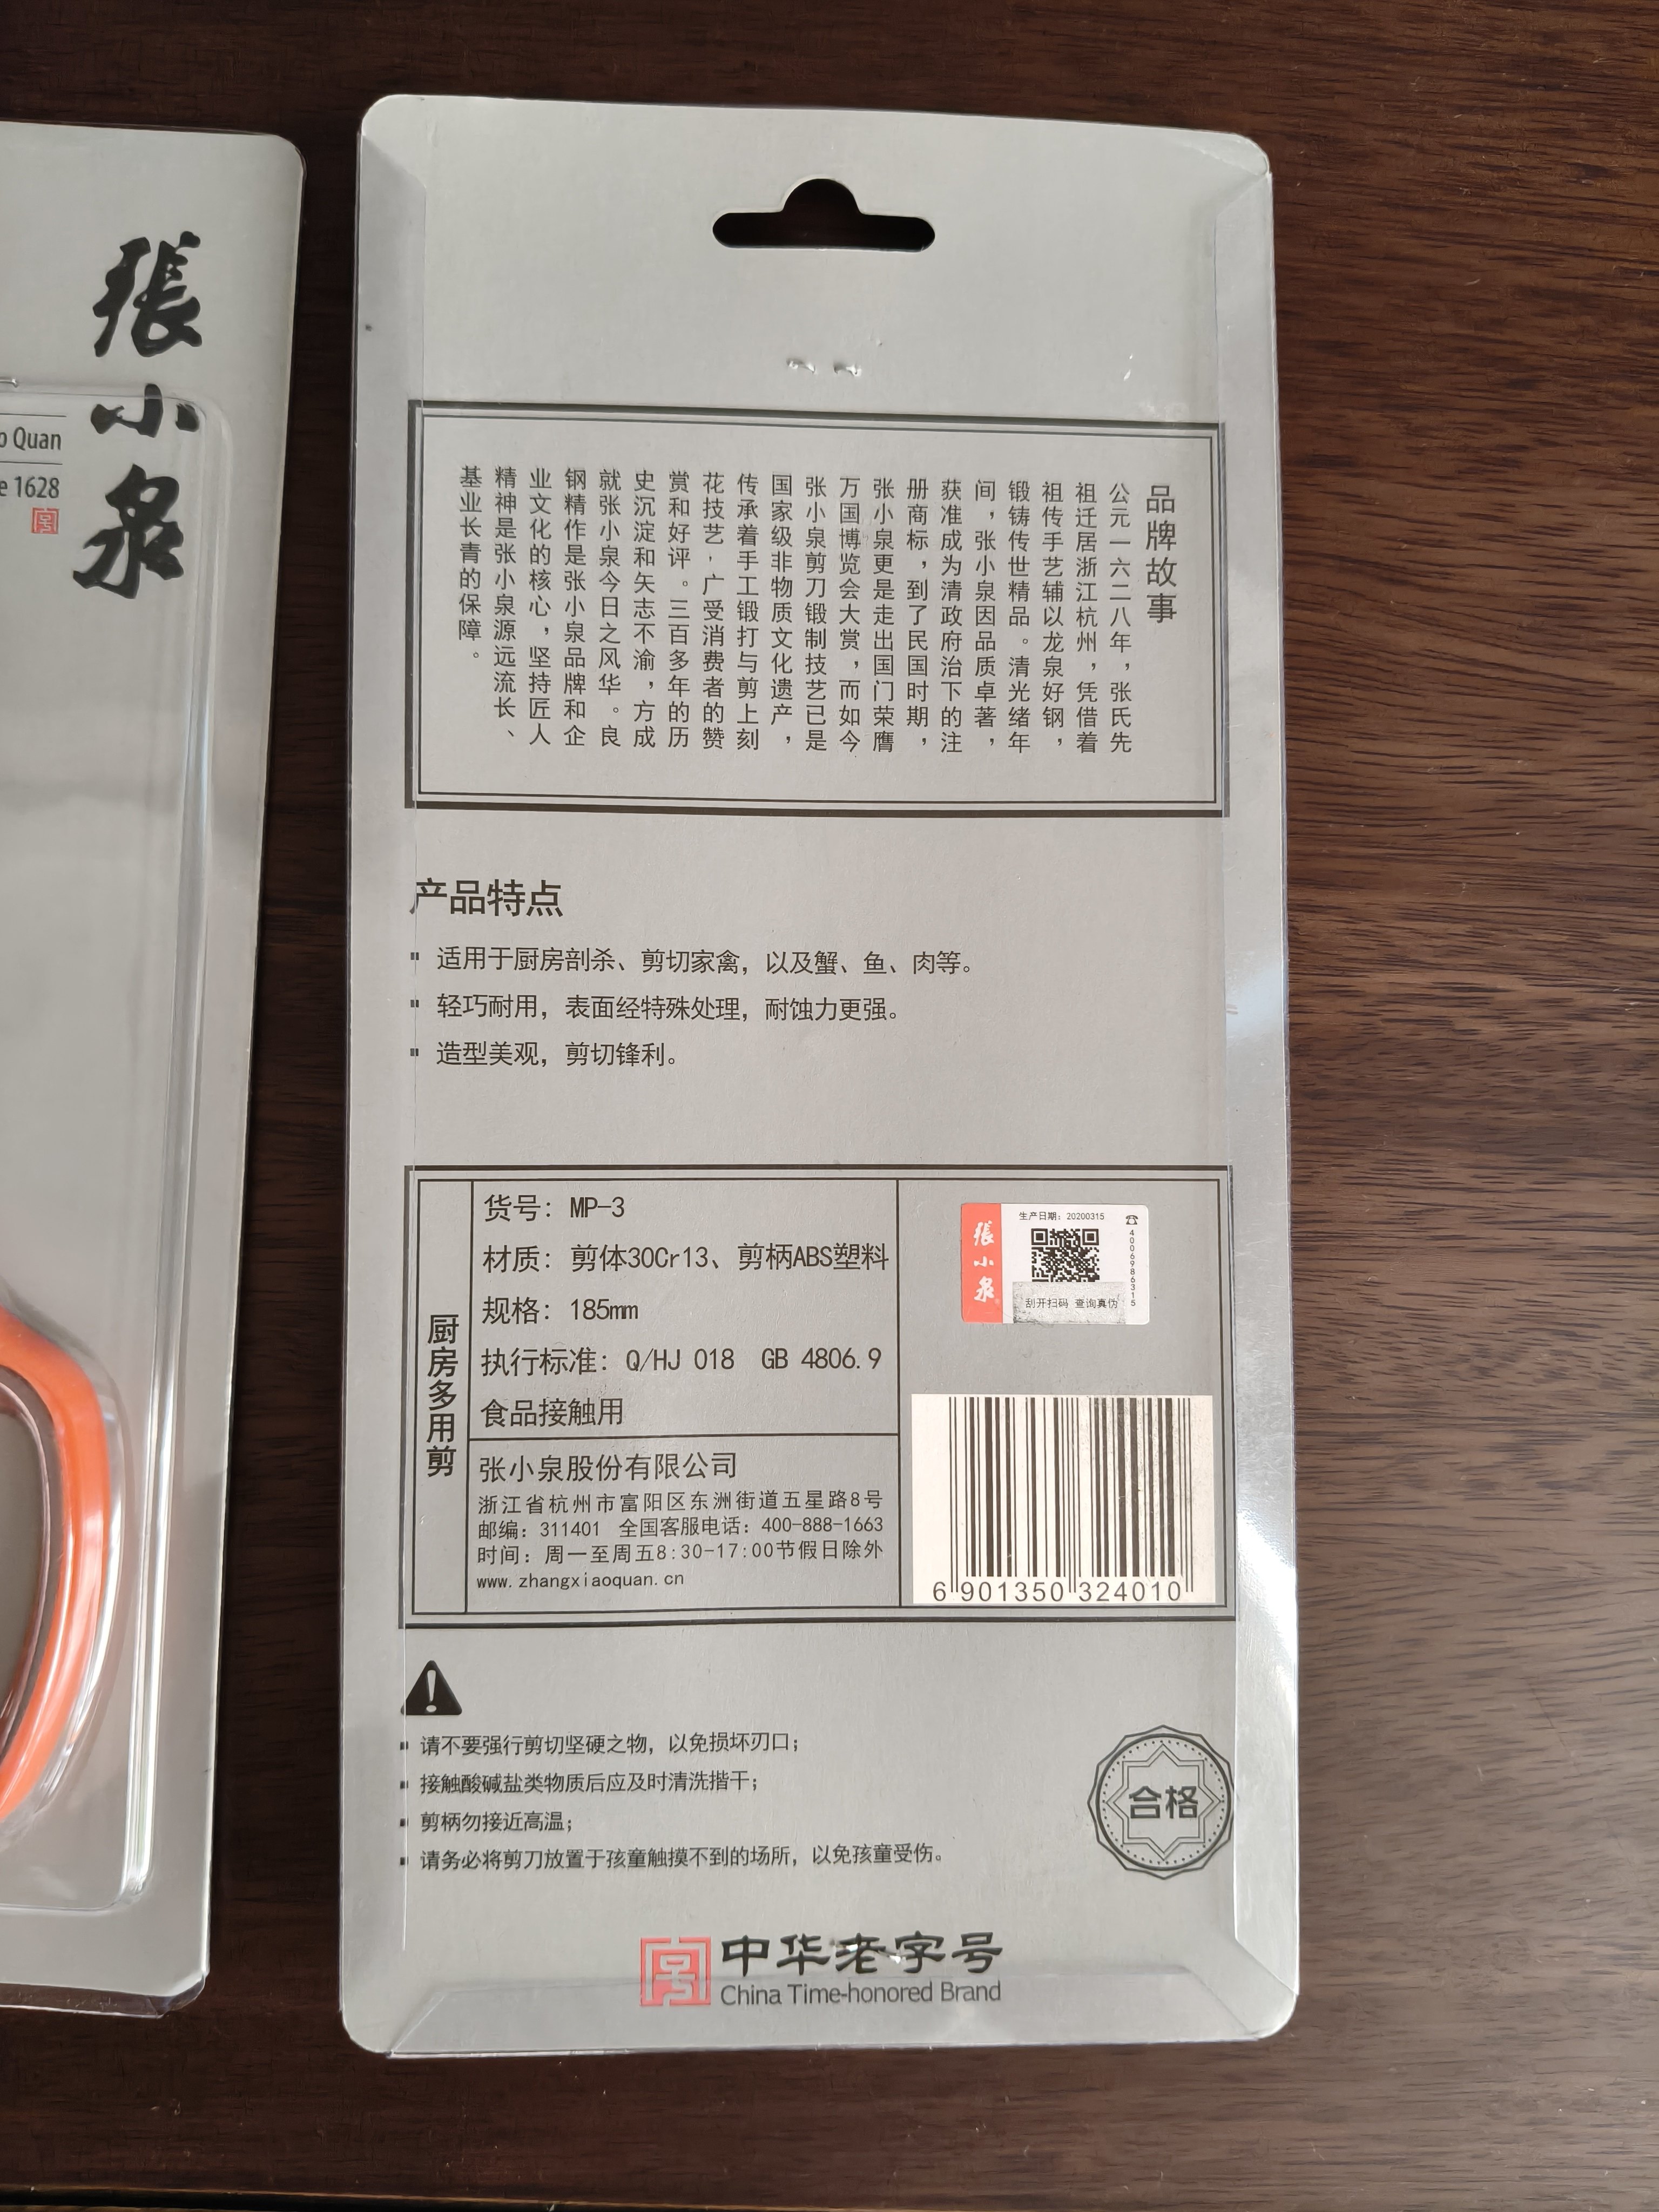 張小泉
o Quan
e 1628
品牌故事
公元一六二八年，张氏先
祖迁居浙江杭州，凭借着
祖传手艺辅以龙泉好钢，
锻铸传世精品。清光绪年
间，张小泉因品质卓著，
获准成为清政府治下的注
册商标，到了民国时期，
张小泉更是走出国门荣膺
万国博览会大赏，而如今
张小泉剪刀锻制技艺已是
国家级非物质文化遗产，
传承着手工锻打与剪上刻
花技艺，广受消费者的赞
赏和好评。三百多年的历
史沉淀和矢志不渝，方成
就张小泉今日之风华。良
钢精作是张小泉品牌和企
业文化的核心，坚持匠人
精神是张小泉源远流长、
基业长青的保障。
产品特点
适用于厨房剖杀、剪切家禽，以及蟹、鱼、肉等。
轻巧耐用，表面经特殊处理，耐蚀力更强。
造型美观，剪切锋利。
厨房多用剪
货号：MP-3
材质：剪体30Cr13、剪柄ABS塑料
规格：185mm
执行标准：Q/HJ 018 GB 4806.9
食品接触用
张小泉股份有限公司
浙江省杭州市富阳区东洲街道五星路8号
邮编：311401 全国客服电话：400-888-1663
时间：周一至周五8:30-17:00节假日除外
www.zhangxiaoquan.cn
張小泉
生产日期：20200315
☎4006986315
刮开扫码 查询真伪
6 901350 324010
请不要强行剪切坚硬之物，以免损坏刃口；
接触酸碱盐类物质后应及时清洗揩干；
剪柄勿接近高温；
请务必将剪刀放置于孩童触摸不到的场所，以免孩童受伤。
合格
中华老字号
China Time-honored Brand